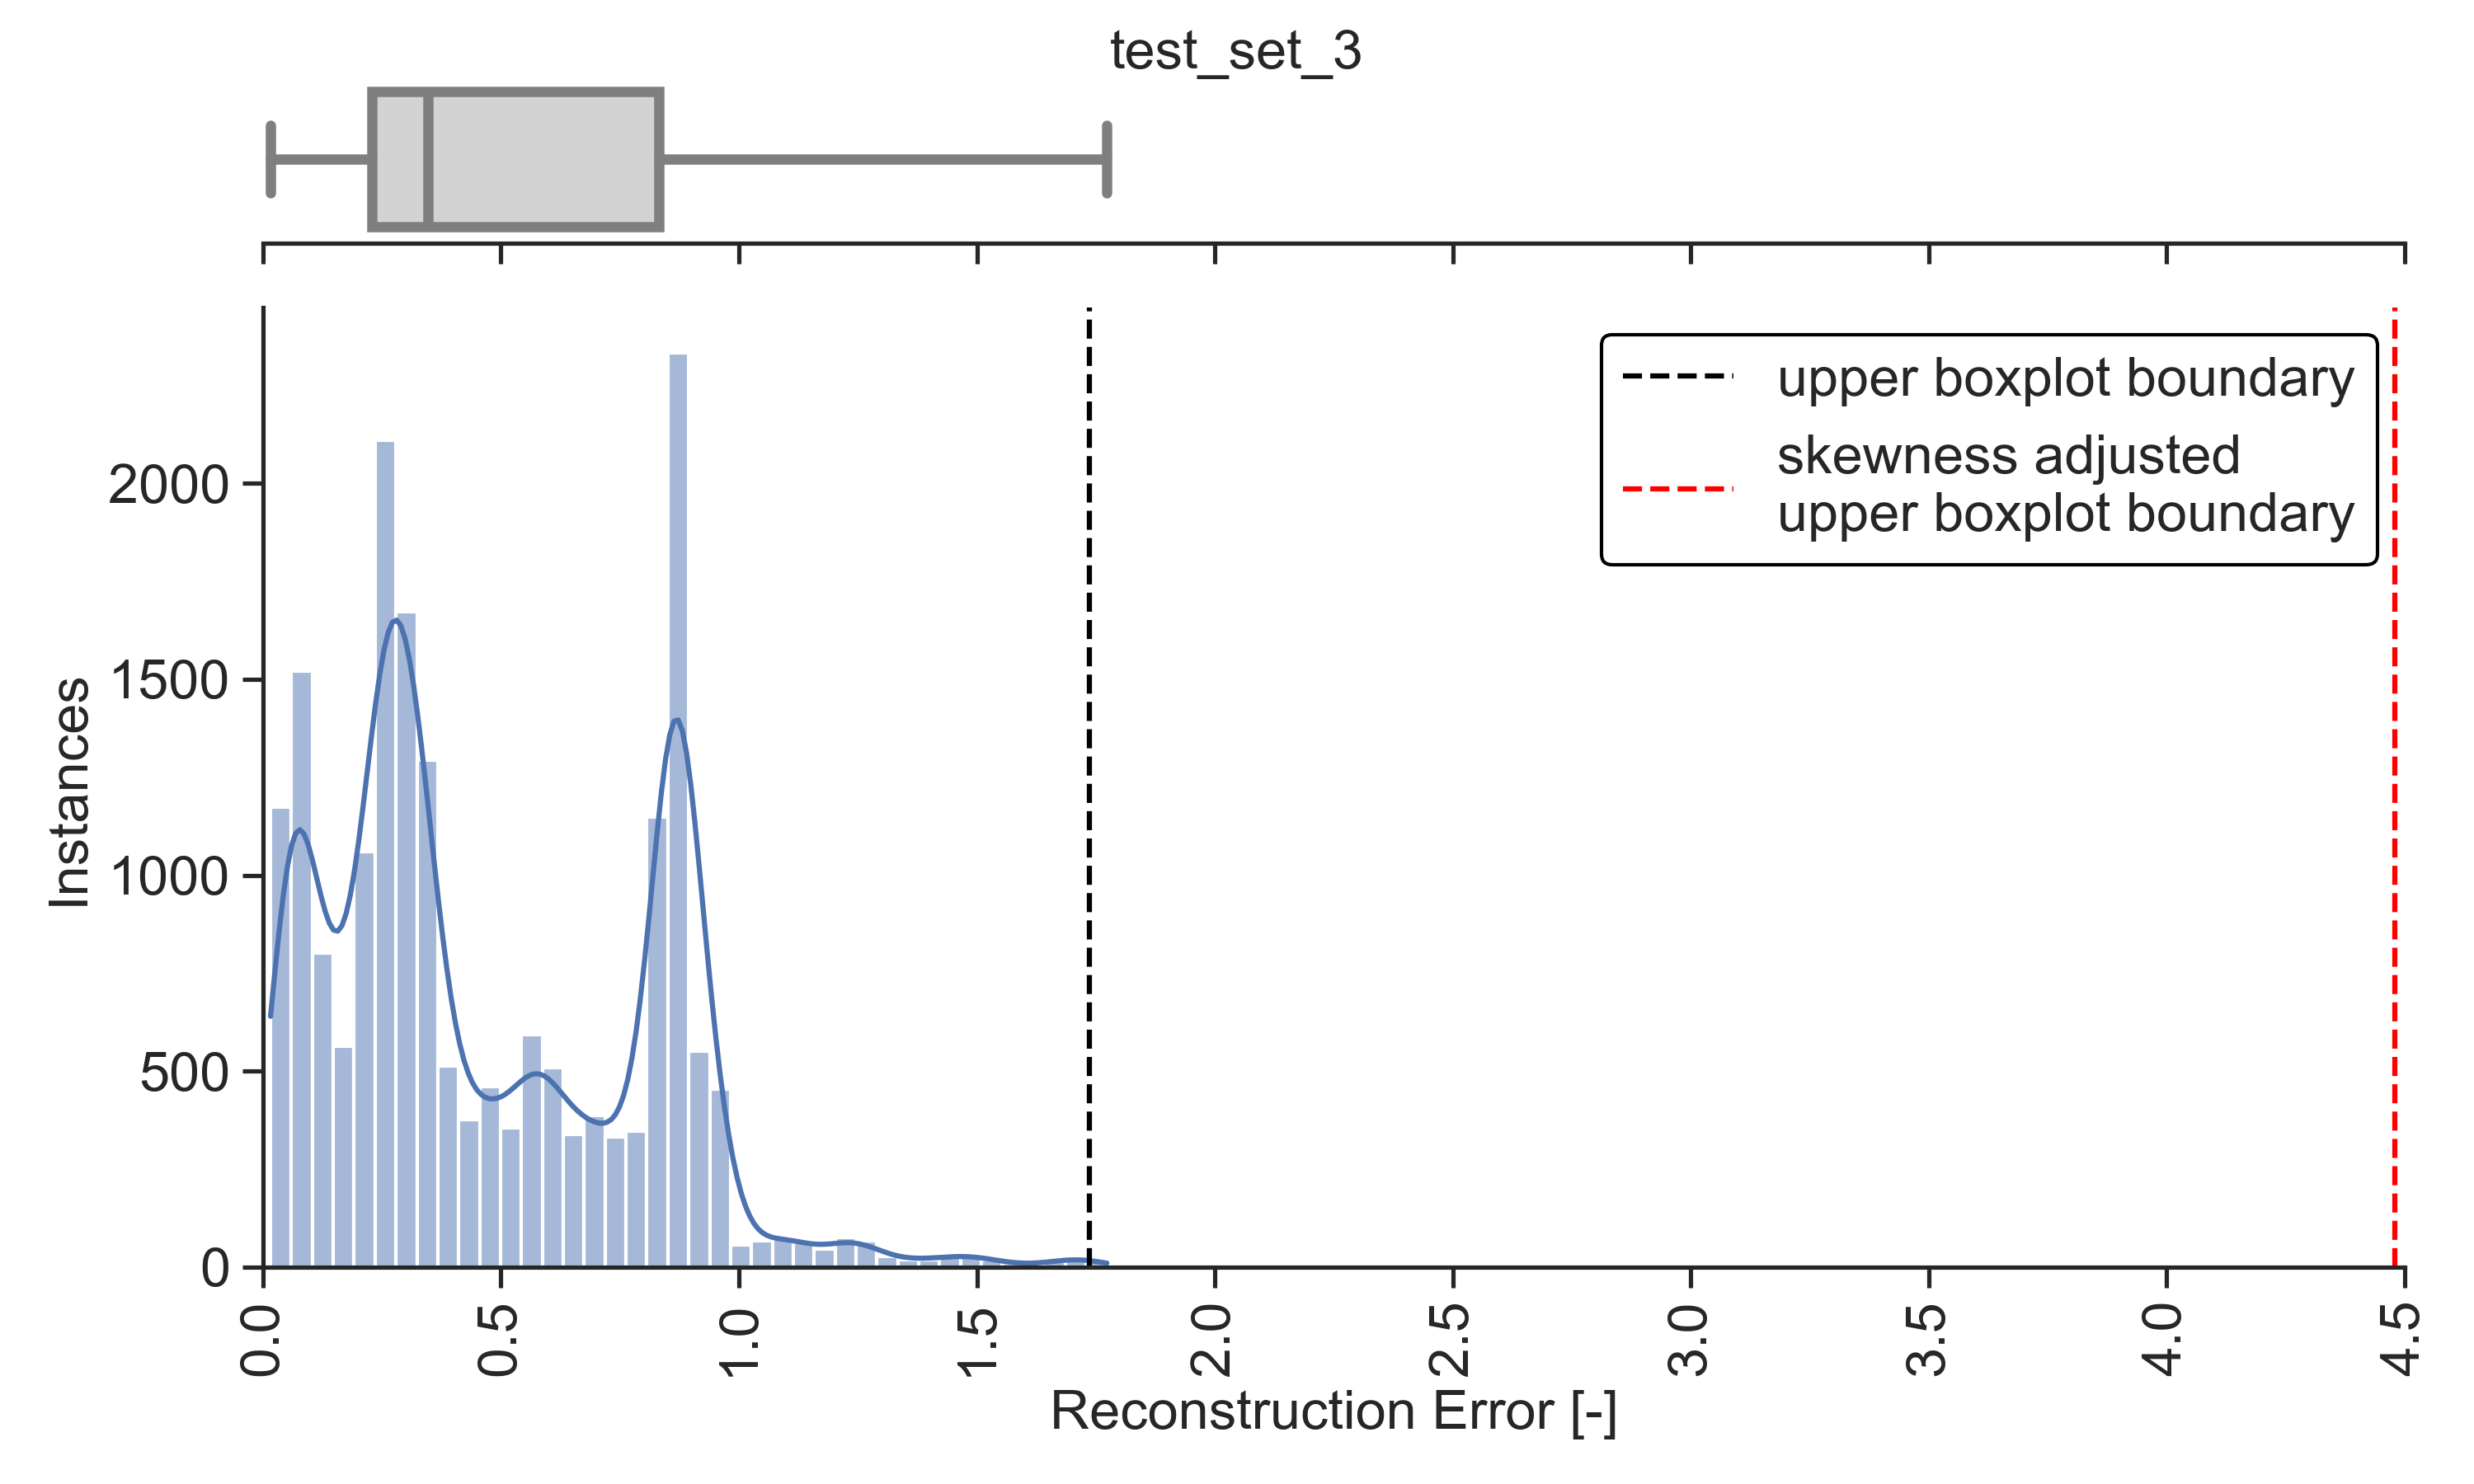 test_set_3
upper boxplot boundary
skewness adjusted
upper boxplot boundary
Instances
2000
1500
1000
500
0
0.0
0.5
1.0
1.5
2.0
2.5
3.0
3.5
4.0
4.5
Reconstruction Error [-]